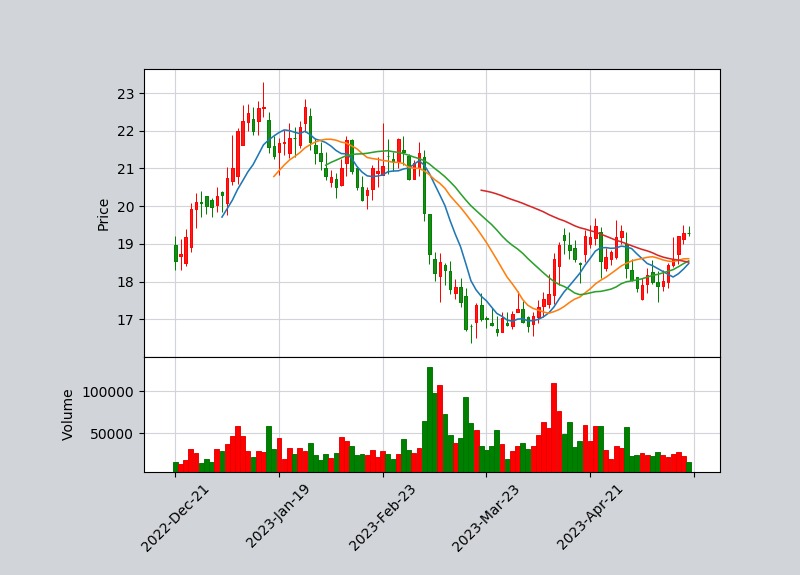 Price
23
22
21
20
19
18
17
Volume
100000
50000
2022-Dec-21
2023-Jan-19
2023-Feb-23
2023-Mar-23
2023-Apr-21